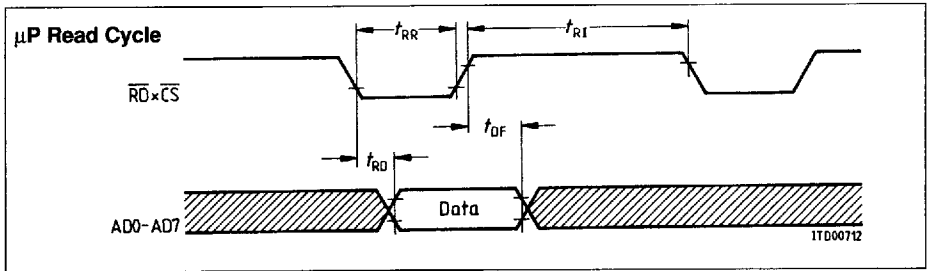 μP Read Cycle
tRR
tRI
RD×CS
tDF
tRD
AD0-AD7
Data
ITD00712